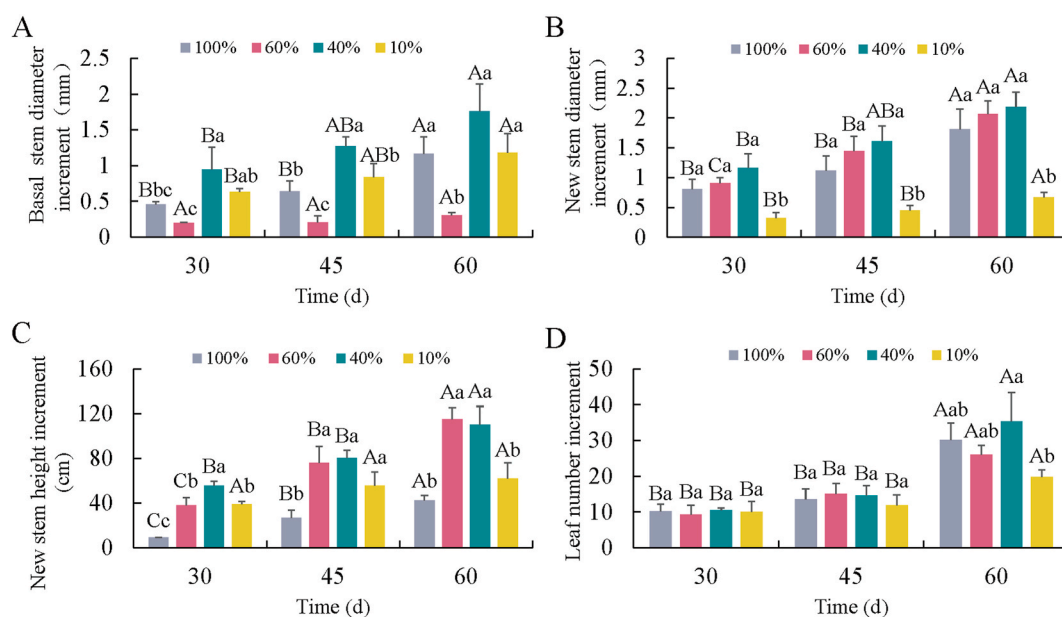 A
100% 60% 40% 10%
Basal stem diameter
increment (mm)
2.5
2
1.5
1
0.5
0
Bbc Ac Ba Bab
Bb Ac ABa ABb
Aa Ab Aa Aa
30 45 60
Time (d)
B
100% 60% 40% 10%
New stem diameter
increment (mm)
3
2.5
2
1.5
1
0.5
0
Ba Ca Ba Bb
Ba Ba ABa Bb
Aa Aa Aa Ab
30 45 60
Time (d)
C
100% 60% 40% 10%
New stem height increment
(cm)
160
120
80
40
0
Cc Cb Ba Ab
Bb Ba Ba Aa
Ab Aa Aa Ab
30 45 60
Time (d)
D
100% 60% 40% 10%
Leaf number increment
50
40
30
20
10
0
Ba Ba Ba Ba
Ba Ba Ba Ba
Aab Aab Aa Ab
30 45 60
Time (d)